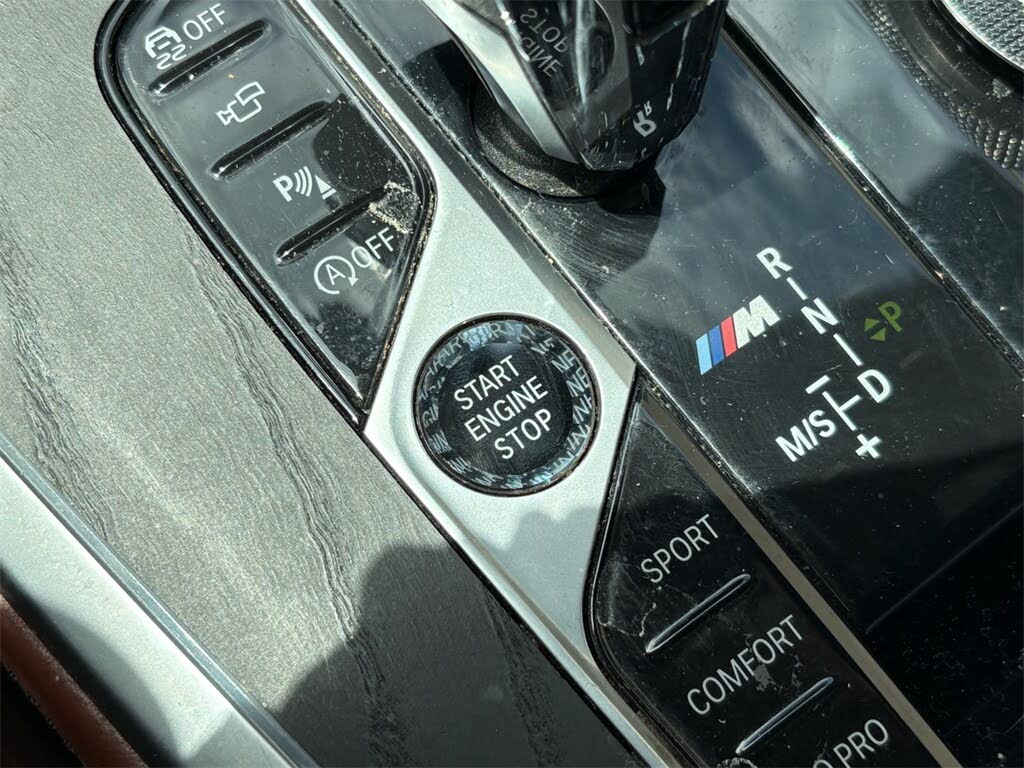 OFF
P
A OFF
START
ENGINE
STOP
M
R
N
P
D
M/S
+
SPORT
COMFORT
PRO